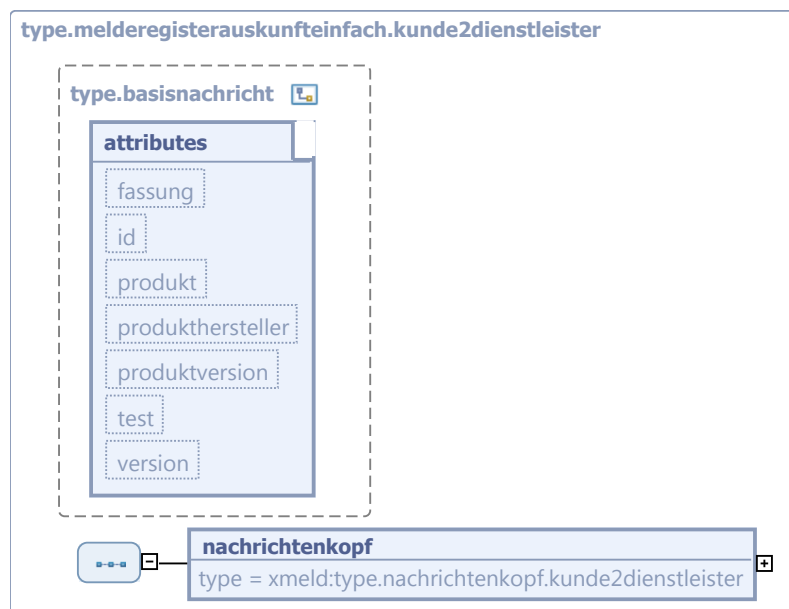 type.melderegisterauskunfteinfach.kunde2dienstleister
type.basisnachricht
attributes
fassung
id
produkt
produkthersteller
produktversion
test
version
nachrichtenkopf
type = xmeld:type.nachrichtenkopf.kunde2dienstleister